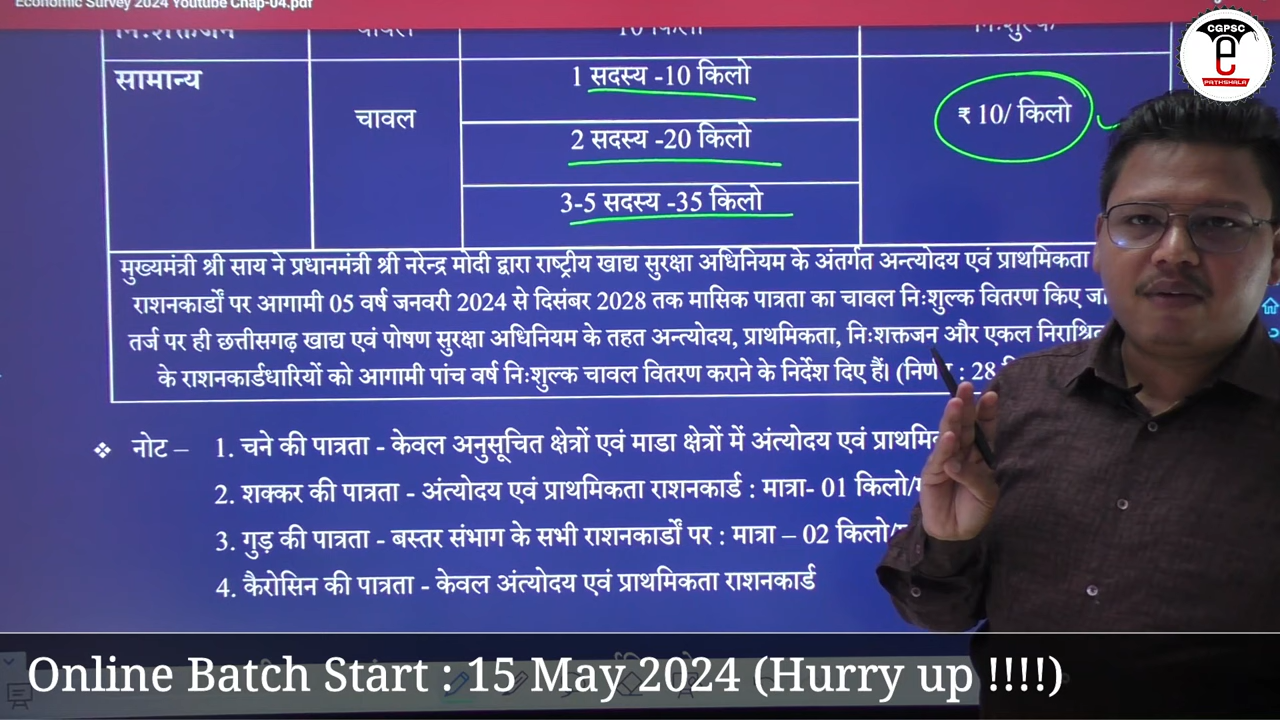 Economic Survey 2024 Youtube Chap-04.pdf
CGPSC
e
PATHSHALA
निःशक्तजन चावल 10 किलो निःशुल्क
सामान्य
चावल
1 सदस्य -10 किलो
2 सदस्य -20 किलो
3-5 सदस्य -35 किलो
₹ 10/ किलो
मुख्यमंत्री श्री साय ने प्रधानमंत्री श्री नरेन्द्र मोदी द्वारा राष्ट्रीय खाद्य सुरक्षा अधिनियम के अंतर्गत अन्त्योदय एवं प्राथमिकता
राशनकार्डों पर आगामी 05 वर्ष जनवरी 2024 से दिसंबर 2028 तक मासिक पात्रता का चावल निःशुल्क वितरण किए
तर्ज पर ही छत्तीसगढ़ खाद्य एवं पोषण सुरक्षा अधिनियम के तहत अन्त्योदय, प्राथमिकता, निःशक्तजन और एकल
के राशनकार्डधारियों को आगामी पांच वर्ष निःशुल्क चावल वितरण कराने के निर्देश दिए हैं। : 28
❖ नोट – 1. चने की पात्रता - केवल अनुसूचित क्षेत्रों एवं माडा क्षेत्रों में अंत्योदय एवं
2. शक्कर की पात्रता - अंत्योदय एवं प्राथमिकता राशनकार्ड : मात्रा- 01 किलो/
3. गुड़ की पात्रता - बस्तर संभाग के सभी राशनकार्डों पर : मात्रा – 02 किलो/
4. कैरोसिन की पात्रता - केवल अंत्योदय एवं प्राथमिकता राशनकार्ड
Online Batch Start : 15 May 2024 (Hurry up !!!!)